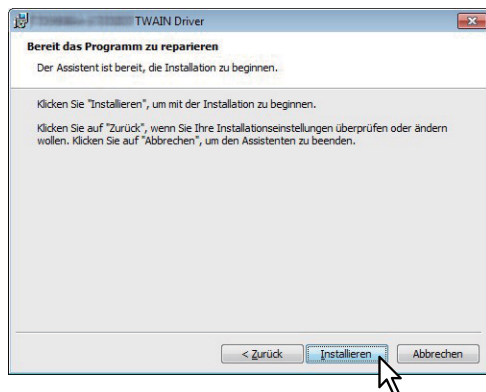 TWAIN Driver
Bereit das Programm zu reparieren
Der Assistent ist bereit, die Installation zu beginnen.
Klicken Sie "Installieren", um mit der Installation zu beginnen.
Klicken Sie auf "Zurück", wenn Sie Ihre Installationseinstellungen überprüfen oder ändern
wollen. Klicken Sie auf "Abbrechen", um den Assistenten zu beenden.
< Zurück Installieren Abbrechen